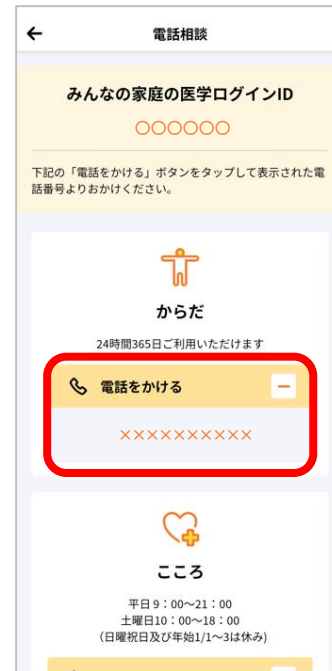 電話相談
みんなの家庭の医学ログインID
○○○○○○
下記の「電話をかける」ボタンをタップして表示された電
話番号よりおかけください。
からだ
24時間365日ご利用いただけます
電話をかける
××××××××××
こころ
平日 9：00〜21：00
土曜日10：00〜18：00
（日曜祝日及び年始1/1〜3は休み）